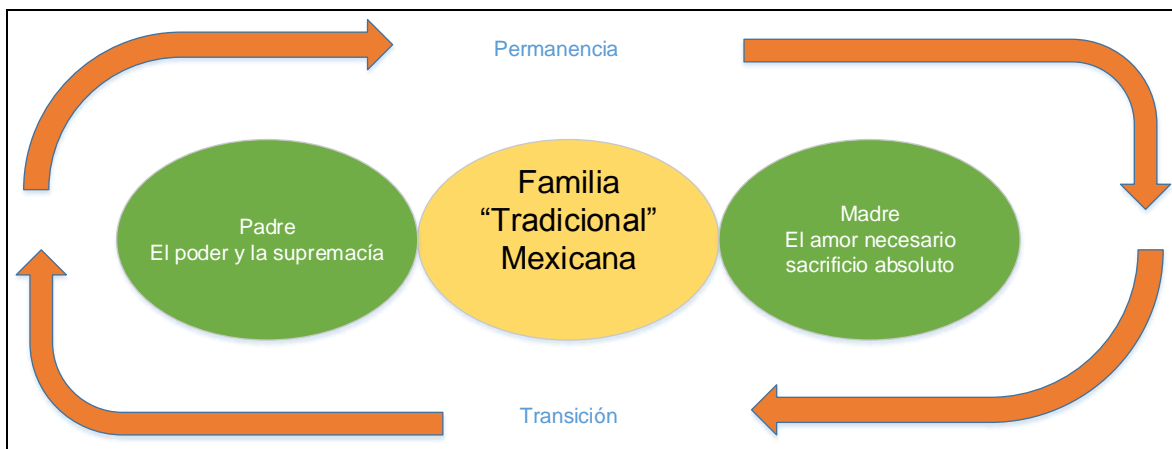 Permanencia
Padre
El poder y la supremacía
Familia
“Tradicional”
Mexicana
Madre
El amor necesario
sacrificio absoluto
Transición